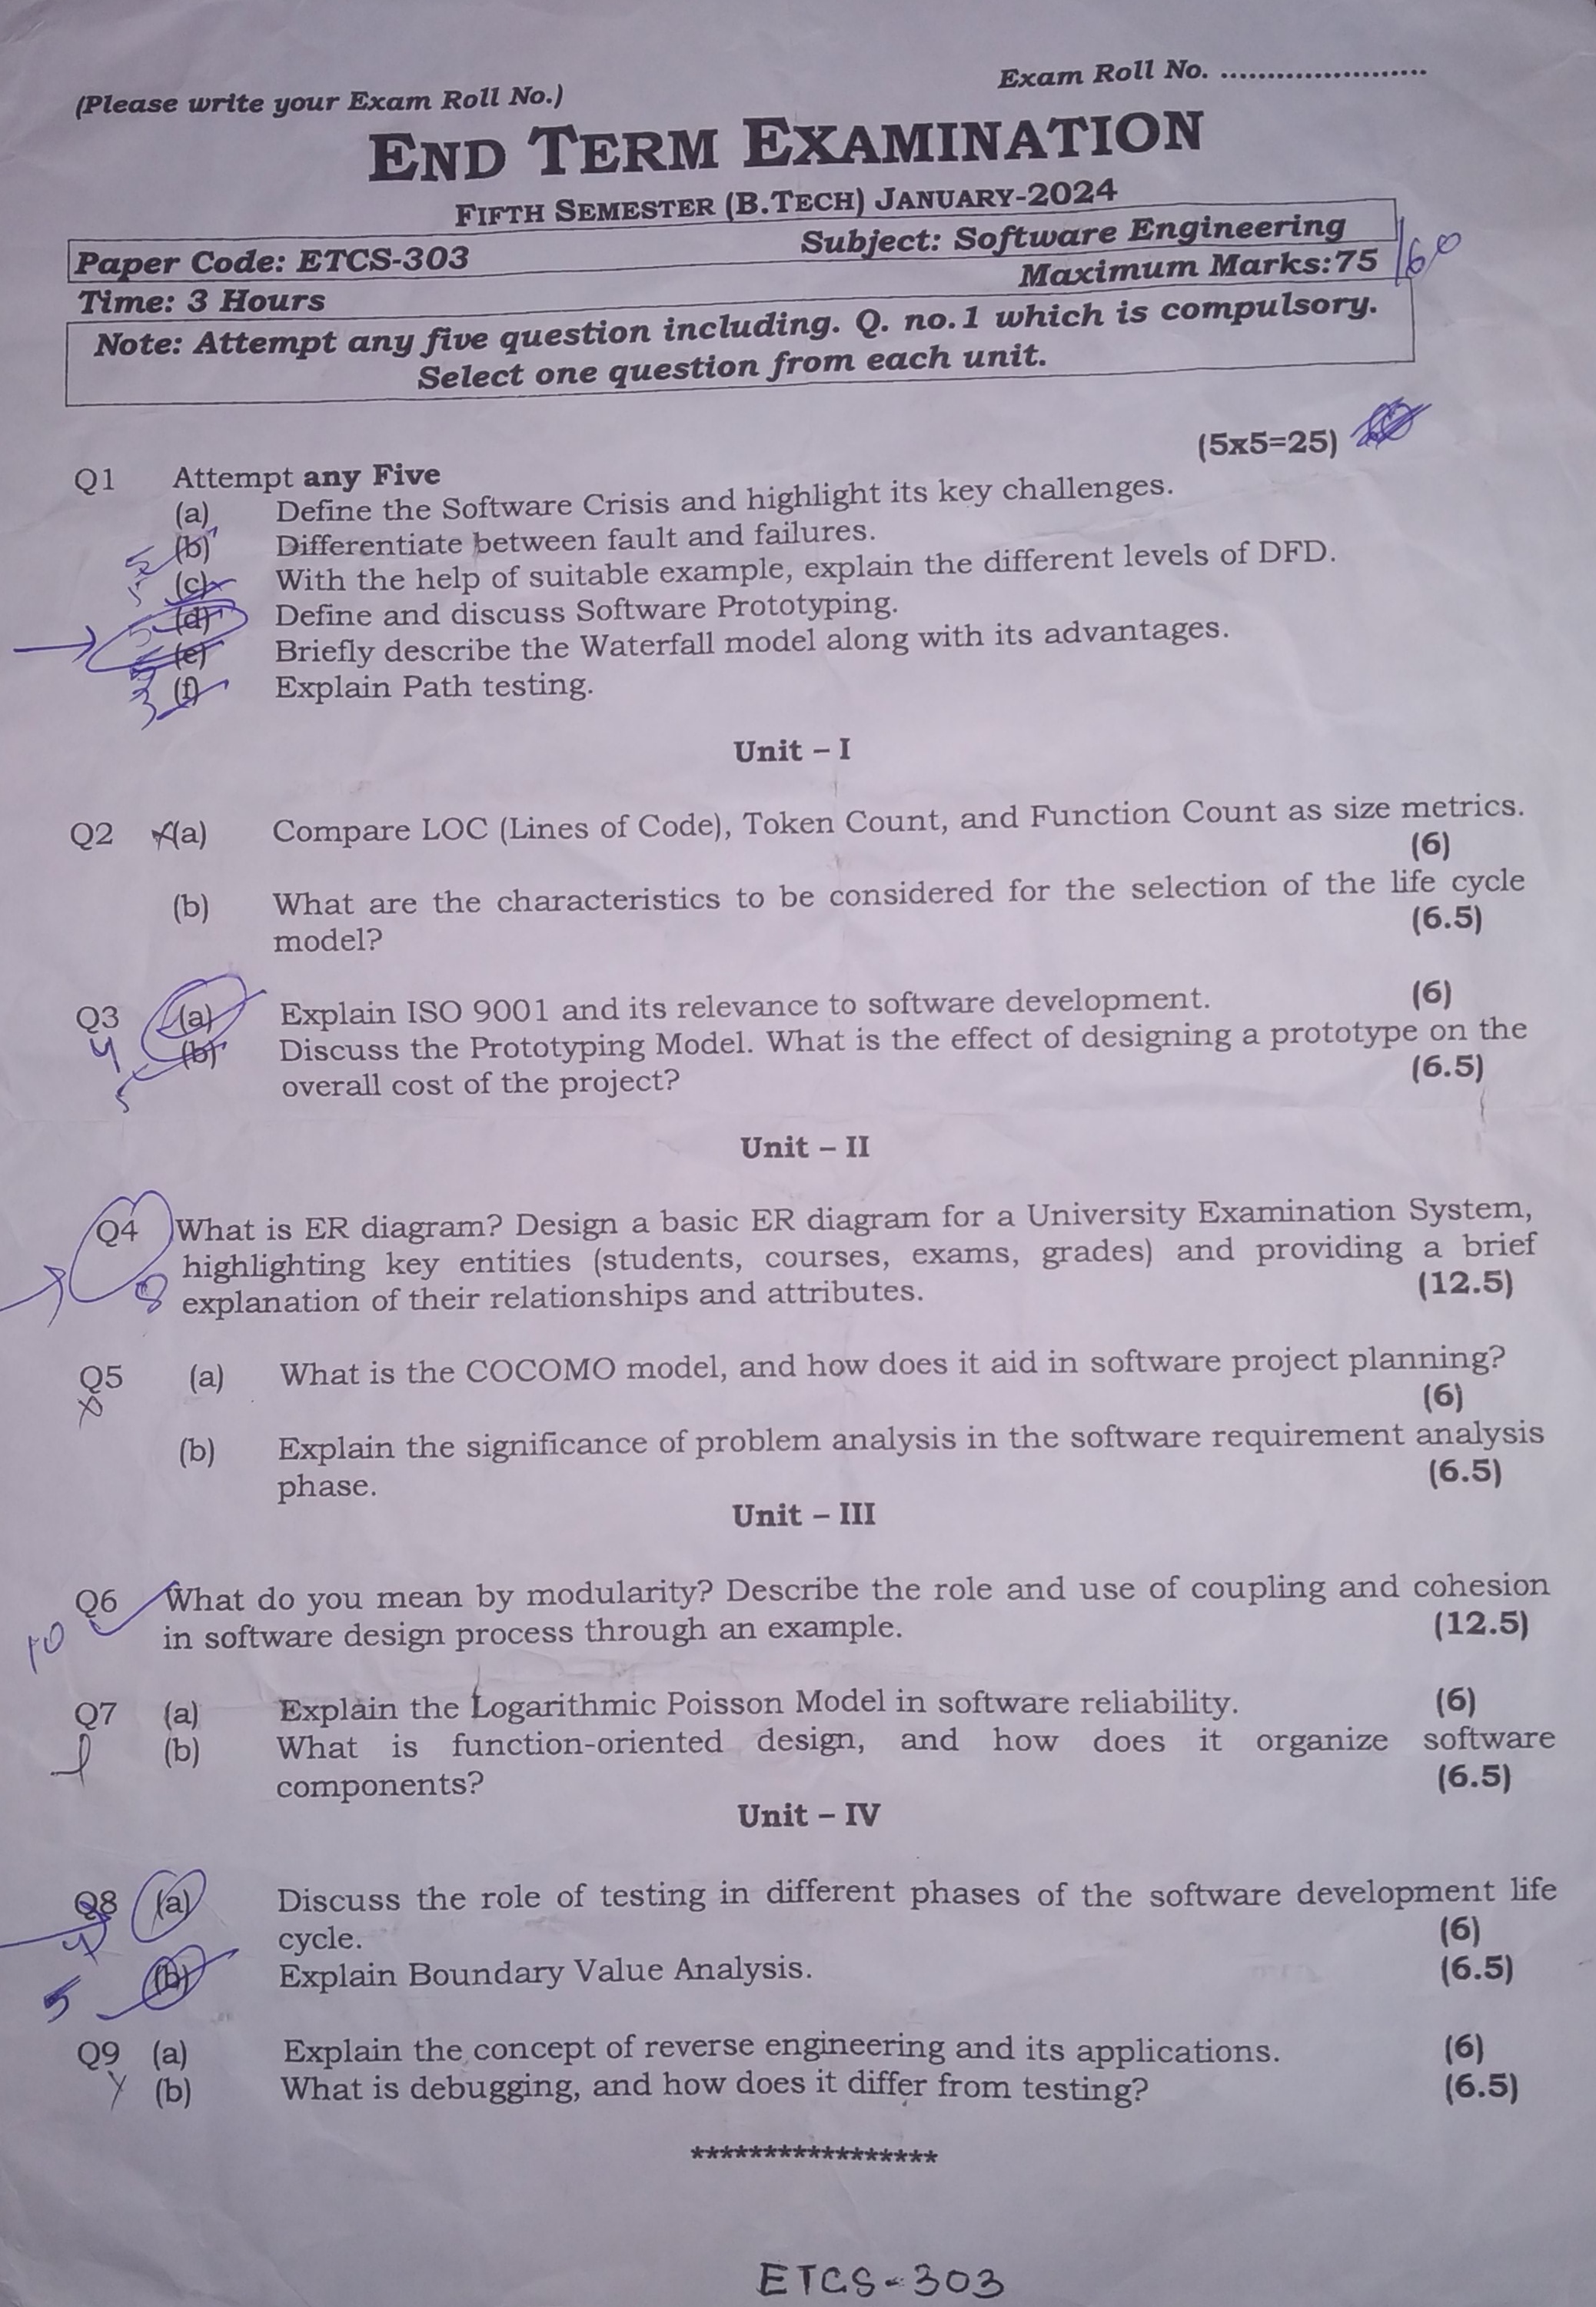 (Please write your Exam Roll No.) Exam Roll No. ........................
END TERM EXAMINATION
FIFTH SEMESTER (B.TECH) JANUARY-2024
Paper Code: ETCS-303 Subject: Software Engineering
Time: 3 Hours Maximum Marks:75 /60
Note: Attempt any five question including. Q. no.1 which is compulsory.
Select one question from each unit.
Q1 Attempt any Five (5x5=25)
(a) Define the Software Crisis and highlight its key challenges.
5 (b) Differentiate between fault and failures.
5 (c) With the help of suitable example, explain the different levels of DFD.
5 (d) Define and discuss Software Prototyping.
(e) Briefly describe the Waterfall model along with its advantages.
3 (f) Explain Path testing.
Unit – I
Q2 (a) Compare LOC (Lines of Code), Token Count, and Function Count as size metrics.
(6)
(b) What are the characteristics to be considered for the selection of the life cycle
model? (6.5)
Q3 (a) Explain ISO 9001 and its relevance to software development. (6)
4 (b) Discuss the Prototyping Model. What is the effect of designing a prototype on the
5 overall cost of the project? (6.5)
Unit – II
Q4 What is ER diagram? Design a basic ER diagram for a University Examination System,
highlighting key entities (students, courses, exams, grades) and providing a brief
8 explanation of their relationships and attributes. (12.5)
Q5 (a) What is the COCOMO model, and how does it aid in software project planning?
(6)
(b) Explain the significance of problem analysis in the software requirement analysis
phase. (6.5)
Unit – III
Q6 What do you mean by modularity? Describe the role and use of coupling and cohesion
10 in software design process through an example. (12.5)
Q7 (a) Explain the Logarithmic Poisson Model in software reliability. (6)
(b) What is function-oriented design, and how does it organize software
components? (6.5)
Unit – IV
Q8 (a) Discuss the role of testing in different phases of the software development life
cycle. (6)
5 (b) Explain Boundary Value Analysis. (6.5)
Q9 (a) Explain the concept of reverse engineering and its applications. (6)
(b) What is debugging, and how does it differ from testing? (6.5)
*****************
ETCS-303